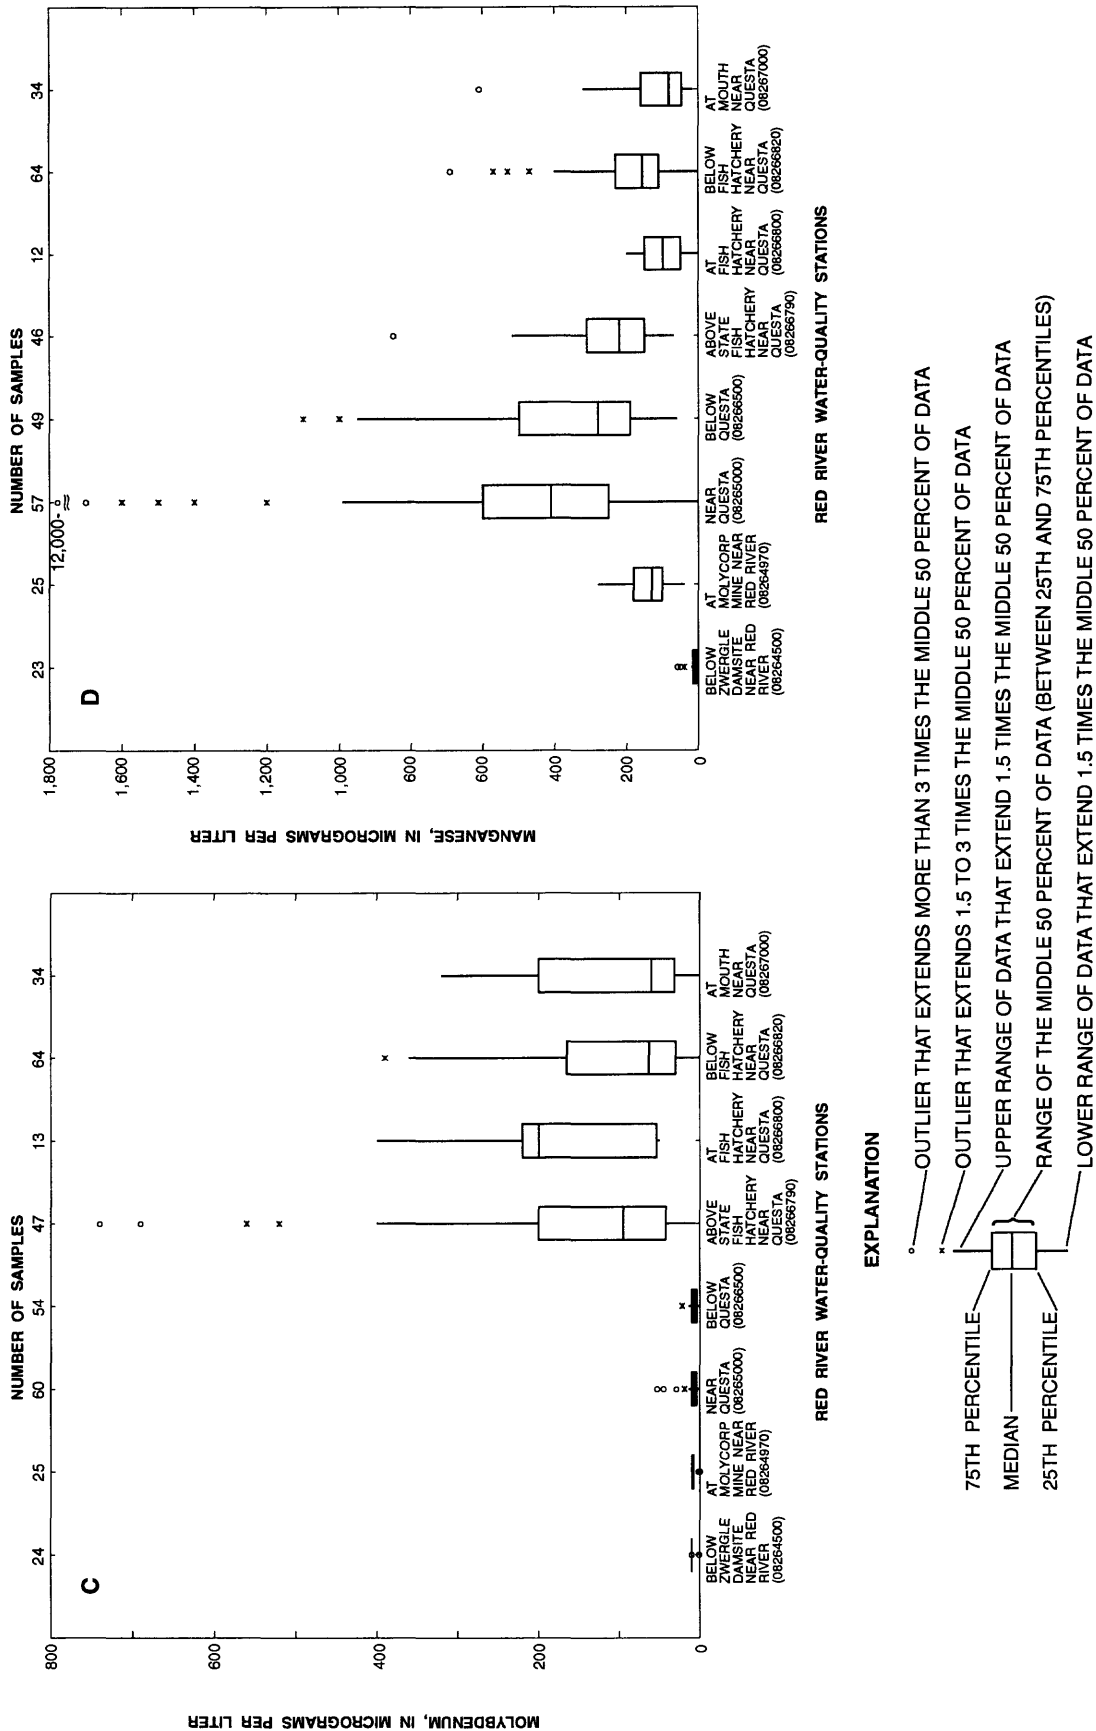 C
NUMBER OF SAMPLES
24 25 60 54 47 13 64 34
MOLYBDENUM, IN MICROGRAMS PER LITER
800
600
400
200
0
BELOW
ZWERGLE
DAMSITE
NEAR RED
RIVER
(08264500)
AT
MOLYCORP
MINE NEAR
RED RIVER
(08264970)
NEAR
QUESTA
(08265000)
BELOW
QUESTA
(08266500)
ABOVE
STATE
FISH
HATCHERY
NEAR
QUESTA
(08266790)
AT
FISH
HATCHERY
NEAR
QUESTA
(08266800)
BELOW
FISH
HATCHERY
NEAR
QUESTA
(08266820)
AT
MOUTH
NEAR
QUESTA
(08267000)
RED RIVER WATER-QUALITY STATIONS
D
NUMBER OF SAMPLES
23 25 57 49 46 12 64 34
12,000-
MANGANESE, IN MICROGRAMS PER LITER
1,800
1,600
1,400
1,200
1,000
800
600
400
200
0
BELOW
ZWERGLE
DAMSITE
NEAR RED
RIVER
(08264500)
AT
MOLYCORP
MINE NEAR
RED RIVER
(08264970)
NEAR
QUESTA
(08265000)
BELOW
QUESTA
(08266500)
ABOVE
STATE
FISH
HATCHERY
NEAR
QUESTA
(08266790)
AT
FISH
HATCHERY
NEAR
QUESTA
(08266800)
BELOW
FISH
HATCHERY
NEAR
QUESTA
(08266820)
AT
MOUTH
NEAR
QUESTA
(08267000)
RED RIVER WATER-QUALITY STATIONS
EXPLANATION
75TH PERCENTILE
MEDIAN
25TH PERCENTILE
OUTLIER THAT EXTENDS MORE THAN 3 TIMES THE MIDDLE 50 PERCENT OF DATA
OUTLIER THAT EXTENDS 1.5 TO 3 TIMES THE MIDDLE 50 PERCENT OF DATA
UPPER RANGE OF DATA THAT EXTEND 1.5 TIMES THE MIDDLE 50 PERCENT OF DATA
RANGE OF THE MIDDLE 50 PERCENT OF DATA (BETWEEN 25TH AND 75TH PERCENTILES)
LOWER RANGE OF DATA THAT EXTEND 1.5 TIMES THE MIDDLE 50 PERCENT OF DATA